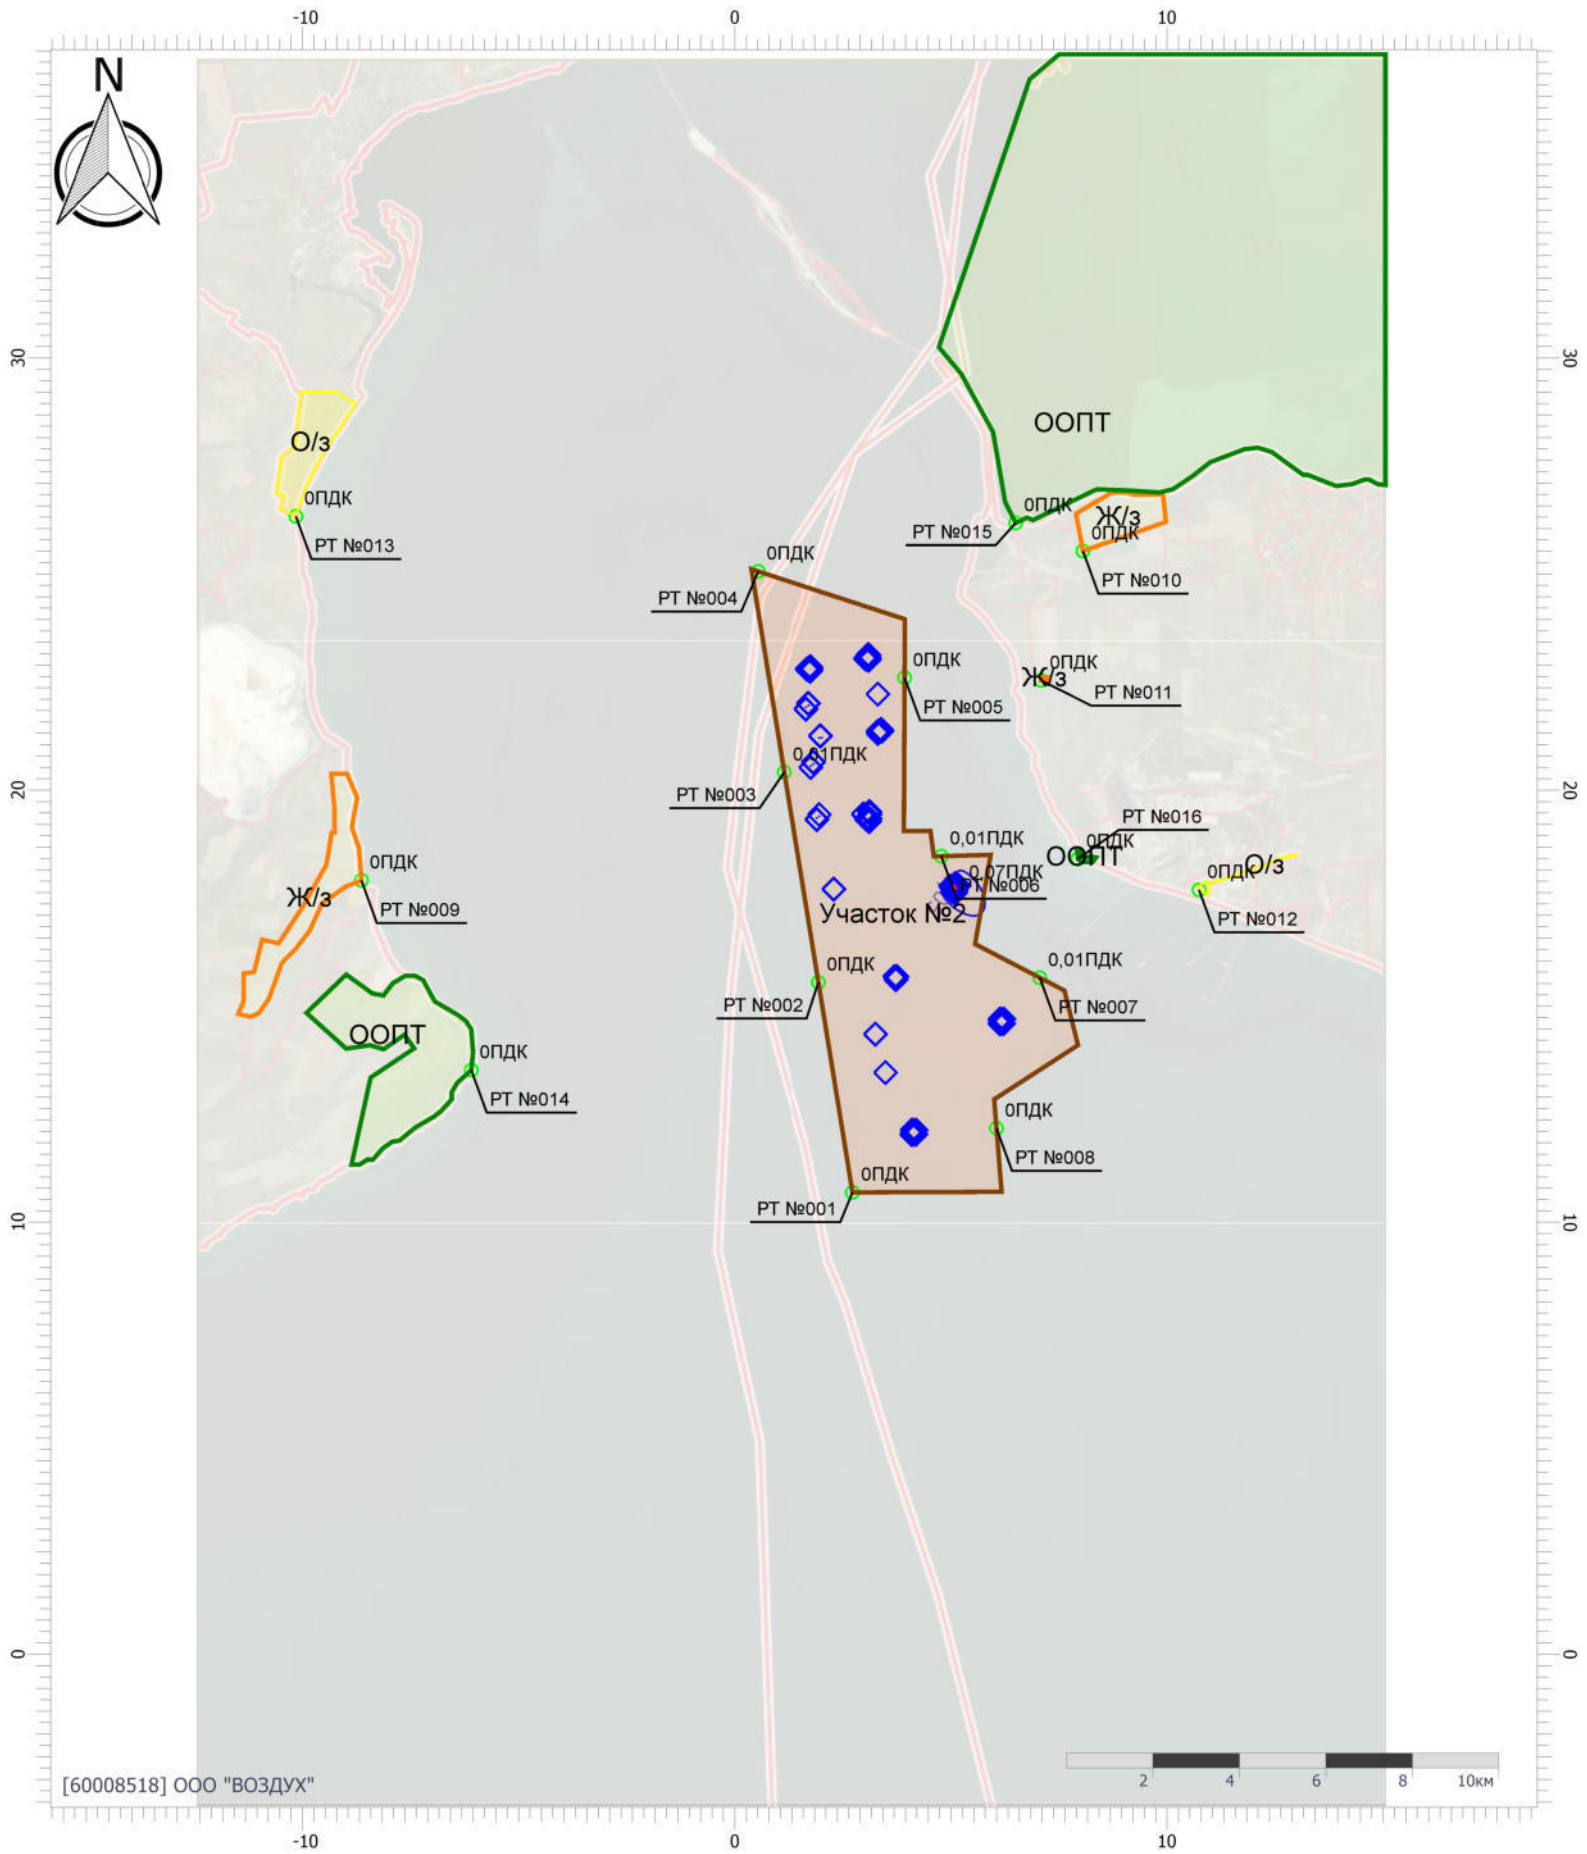 -10 0 10
N
30 30
ООПТ
О/з
0ПДК
РТ №013
0ПДК
РТ №015
Ж/з
0ПДК
РТ №010
0ПДК
РТ №004
0ПДК
РТ №005
Ж/з
0ПДК
РТ №011
20 20
0,01ПДК
РТ №003
РТ №016
0ПДК
ООПТ
0,01ПДК
0,07ПДК
РТ №006
О/з
0ПДК
РТ №012
0ПДК
Ж/з
РТ №009
Участок №2
0ПДК
РТ №002
0,01ПДК
РТ №007
ООПТ
0ПДК
РТ №014
0ПДК
РТ №008
0ПДК
РТ №001
10 10
0 0
2 4 6 8 10км
[60008518] ООО "ВОЗДУХ"
-10 0 10